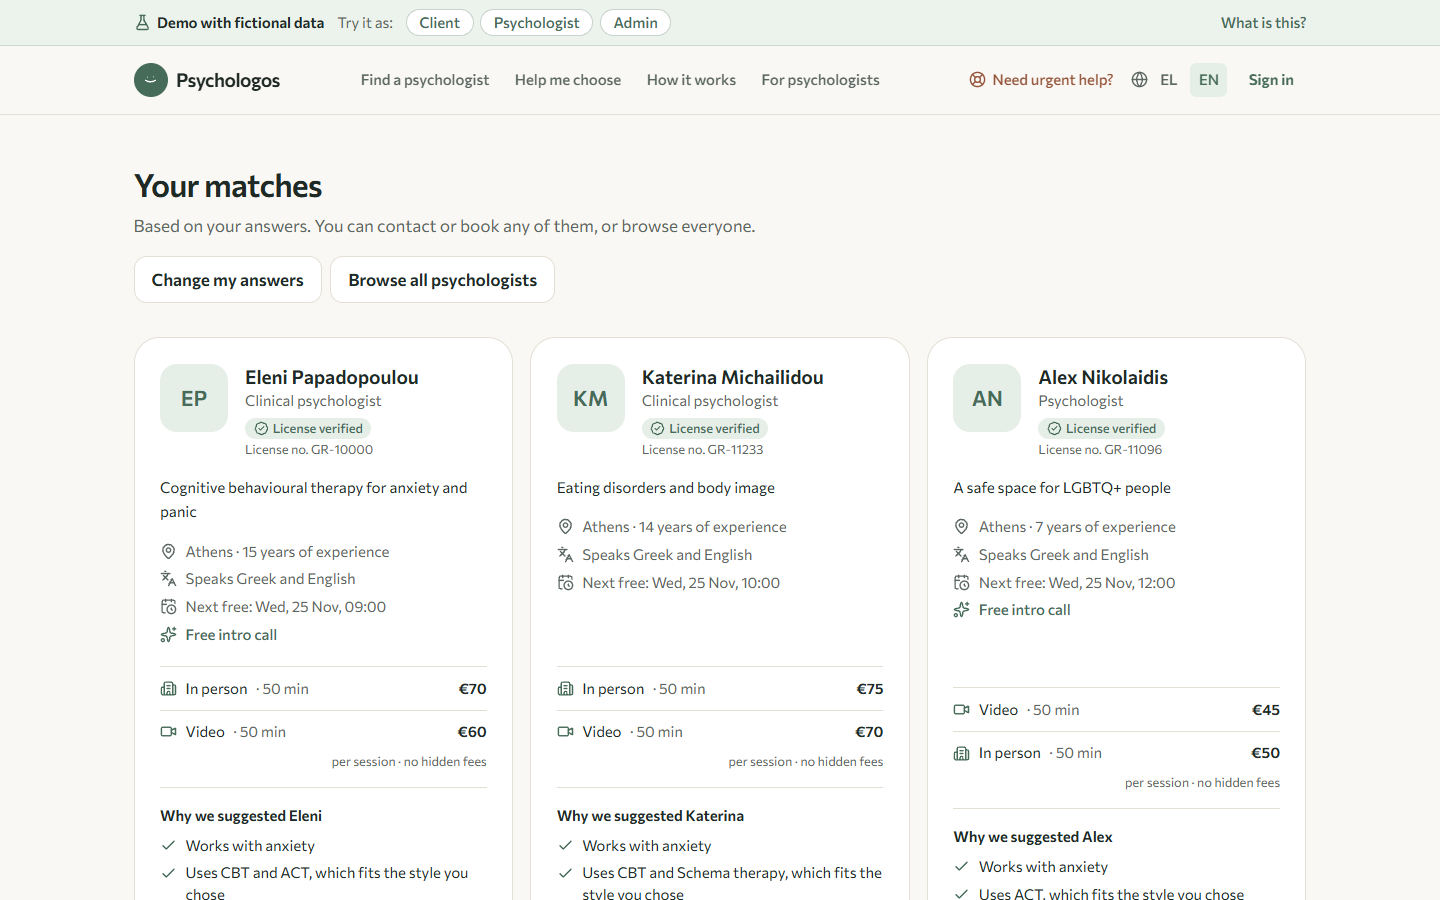 Demo with fictional data Try it as: Client Psychologist Admin What is this?
Psychologos Find a psychologist Help me choose How it works For psychologists Need urgent help? EL EN Sign in
Your matches
Based on your answers. You can contact or book any of them, or browse everyone.
Change my answers Browse all psychologists
EP
Eleni Papadopoulou
Clinical psychologist
License verified
License no. GR-10000
Cognitive behavioural therapy for anxiety and
panic
Athens · 15 years of experience
Speaks Greek and English
Next free: Wed, 25 Nov, 09:00
Free intro call
In person · 50 min €70
Video · 50 min €60
per session · no hidden fees
Why we suggested Eleni
Works with anxiety
Uses CBT and ACT, which fits the style you
chose
KM
Katerina Michailidou
Clinical psychologist
License verified
License no. GR-11233
Eating disorders and body image
Athens · 14 years of experience
Speaks Greek and English
Next free: Wed, 25 Nov, 10:00
In person · 50 min €75
Video · 50 min €70
per session · no hidden fees
Why we suggested Katerina
Works with anxiety
Uses CBT and Schema therapy, which fits the
style you chose
AN
Alex Nikolaidis
Psychologist
License verified
License no. GR-11096
A safe space for LGBTQ+ people
Athens · 7 years of experience
Speaks Greek and English
Next free: Wed, 25 Nov, 12:00
Free intro call
Video · 50 min €45
In person · 50 min €50
per session · no hidden fees
Why we suggested Alex
Works with anxiety
Uses ACT, which fits the style you chose